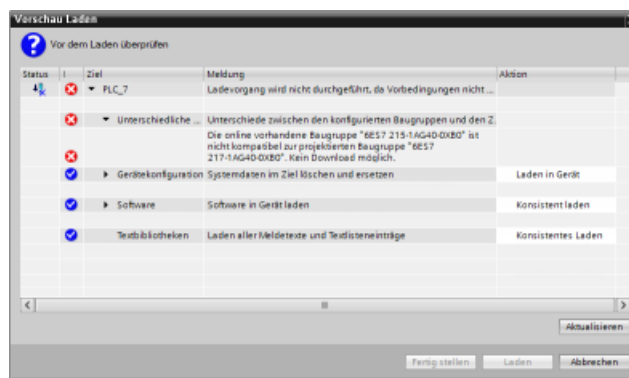 Vorschau Laden
Vor dem Laden überprüfen
Status ! Ziel Meldung Aktion
PLC_7 Ladevorgang wird nicht durchgeführt, da Vorbedingungen nicht ...
Unterschiedliche ... Unterschiede zwischen den konfigurierten Baugruppen und den Z
Die online vorhandene Baugruppe "6ES7 215-1AG40-0XB0" ist
nicht kompatibel zur projektierten Baugruppe "6ES7
217-1AG40-0XB0". Kein Download möglich.
Gerätekonfiguration Systemdaten im Ziel löschen und ersetzen Laden in Gerät
Software Software in Gerät laden Konsistent laden
Textbibliotheken Laden aller Meldetexte und Textlisteneinträge Konsistentes Laden
Aktualisieren
Fertig stellen Laden Abbrechen